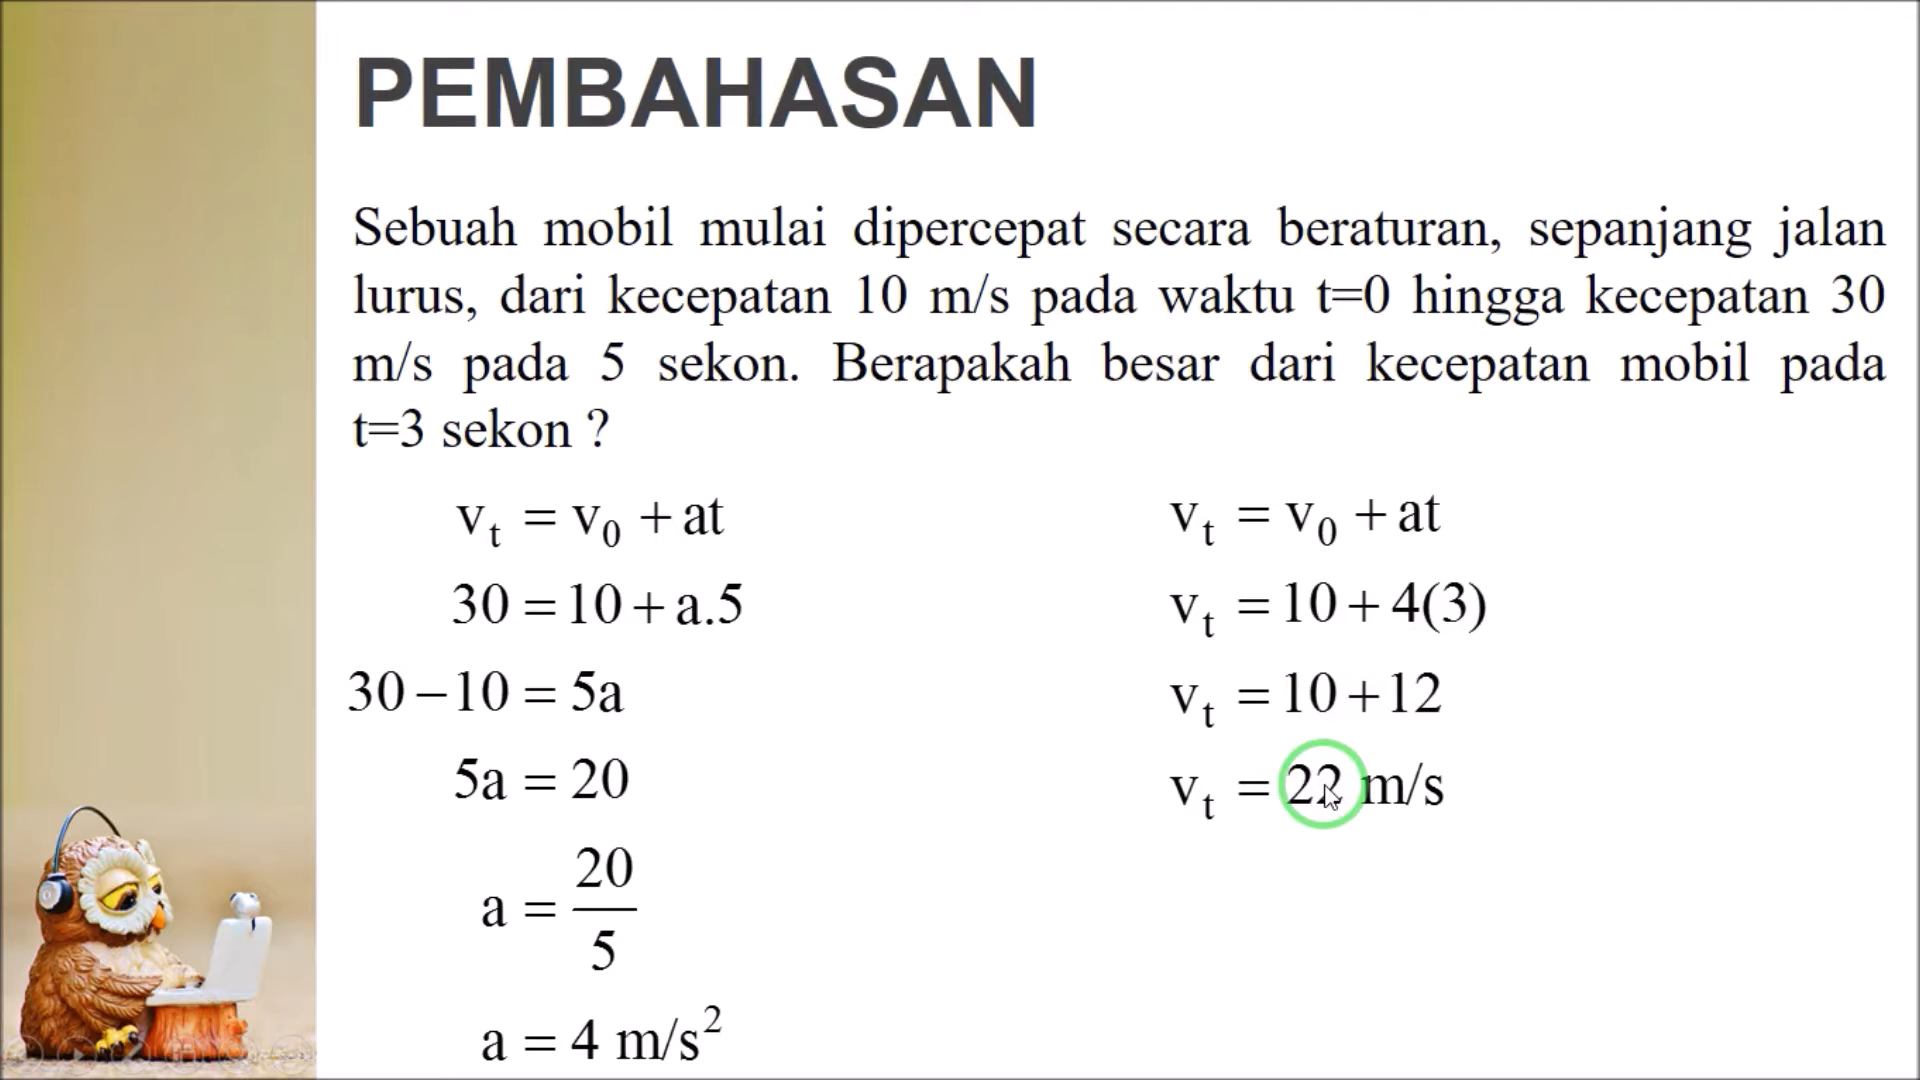 PEMBAHASAN
Sebuah mobil mulai dipercepat secara beraturan, sepanjang jalan
lurus, dari kecepatan 10 m/s pada waktu t=0 hingga kecepatan 30
m/s pada 5 sekon. Berapakah besar dari kecepatan mobil pada
t=3 sekon ?
vₜ = v₀ + at
30 = 10 + a.5
30 − 10 = 5a
5a = 20
a = 20/5
a = 4 m/s²
vₜ = v₀ + at
vₜ = 10 + 4(3)
vₜ = 10 + 12
vₜ = 22 m/s